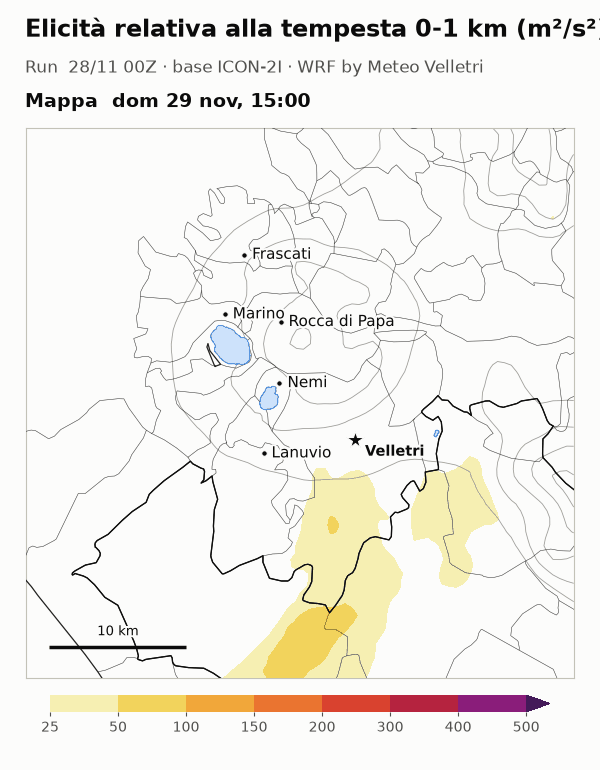 Elicità relativa alla tempesta 0-1 km (m²/s²)
Run 28/11 00Z · base ICON-2I · WRF by Meteo Velletri
Mappa dom 29 nov, 15:00
Frascati
Marino
Rocca di Papa
Nemi
Velletri
Lanuvio
10 km
25 50 100 150 200 300 400 500